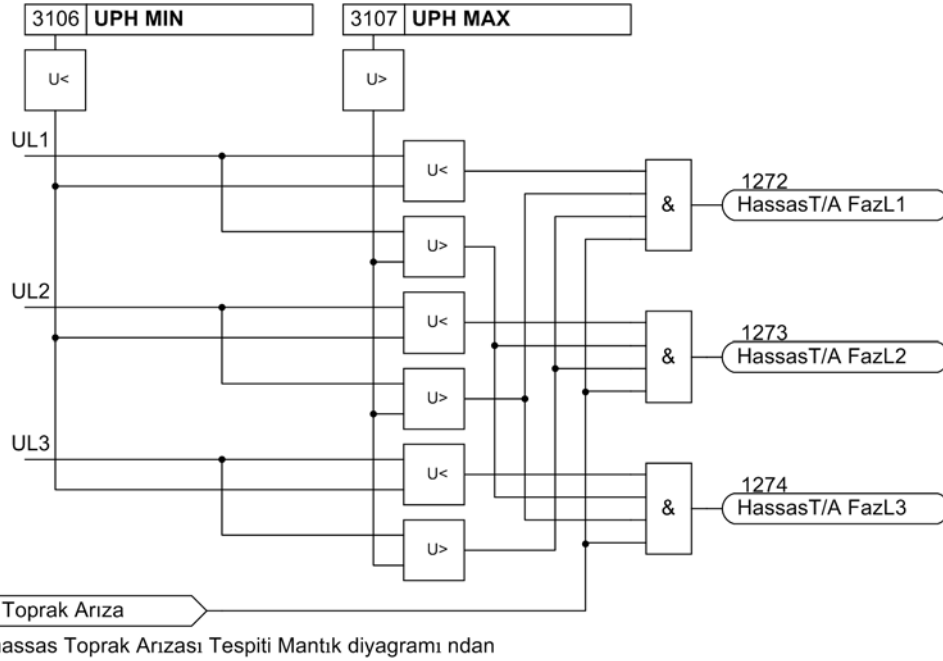 3106 UPH MIN 3107 UPH MAX
U< U>
UL1
U<
1272
& HassasT/A FazL1
U>
UL2
U<
1273
& HassasT/A FazL2
U>
UL3
U<
1274
& HassasT/A FazL3
U>
Toprak Arıza
hassas Toprak Arızası Tespiti Mantık diyagramı ndan